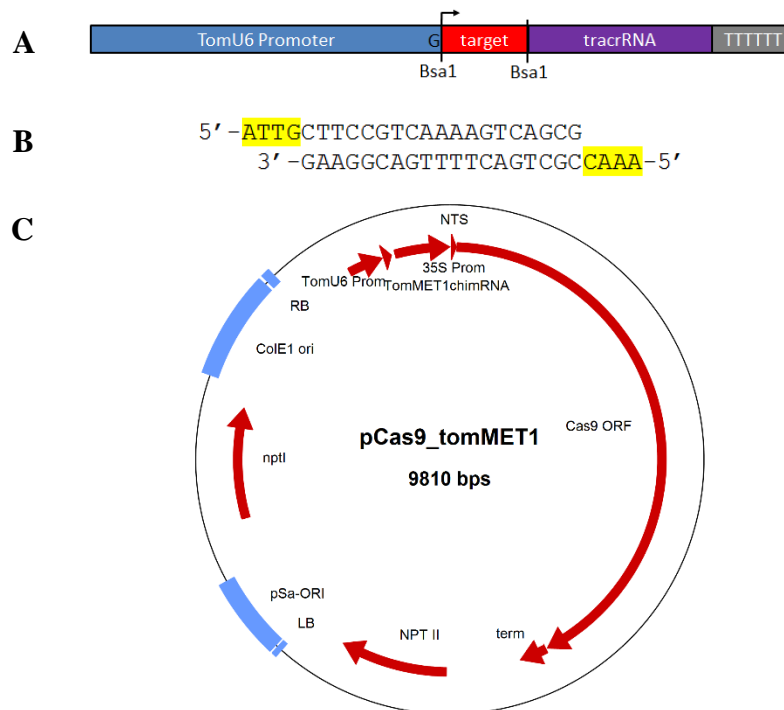 A
TomU6 Promoter
G
target
tracrRNA
TTTTTT
Bsa1
Bsa1
B
5’-ATTGCTTCCGTCAAAAGTCAGCG
3’-GAAGGCAGTTTTCAGTCGCCAAA-5’
C
NTS
35S Prom
TomU6 Prom
TomMET1chimRNA
RB
ColE1 ori
Cas9 ORF
pCas9_tomMET1
nptI
9810 bps
pSa-ORI
LB
NPT II
term